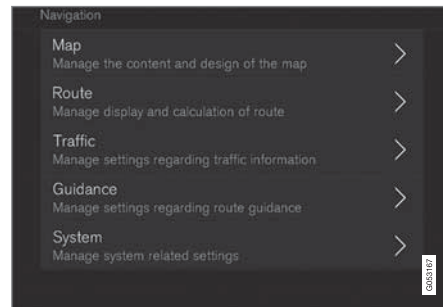 Navigation
Map
Manage the content and design of the map
Route
Manage display and calculation of route
Traffic
Manage settings regarding traffic information
Guidance
Manage settings regarding route guidance
System
Manage system related settings
G053167